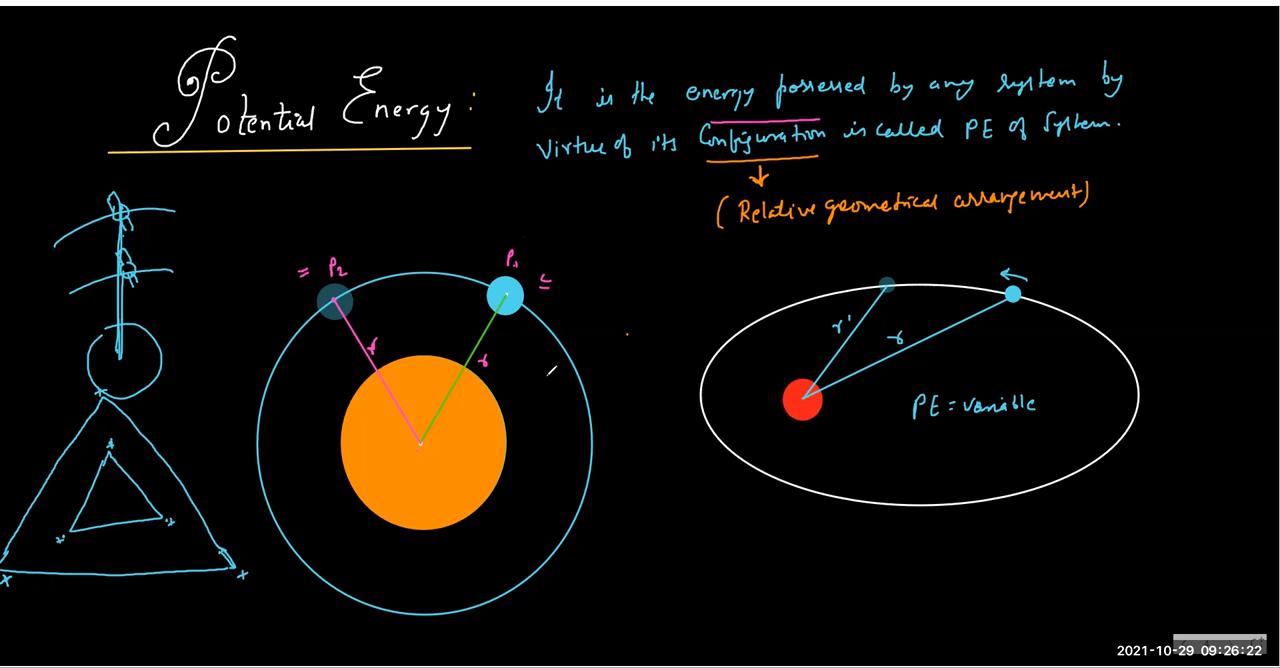 Potential Energy:
It is the energy possessed by any system by
virtue of its Configuration is called PE of System.
(Relative geometrical arrangement)
= P2
P1
r
r
r'
r
PE = variable
x
x
x
x
x
x
2021-10-29 09:26:22